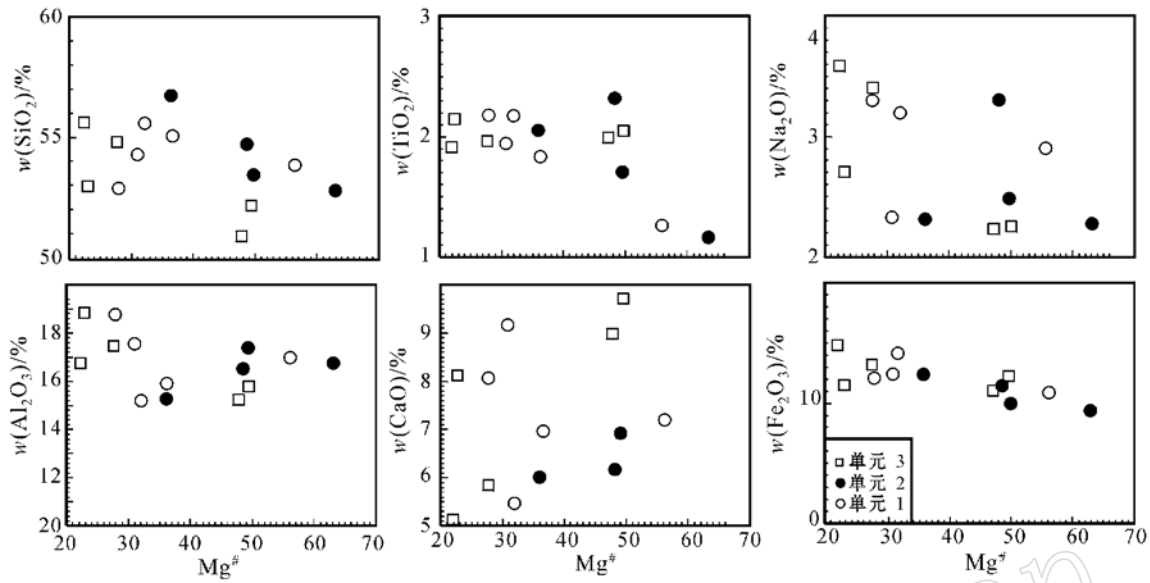 60
55
50
w(SiO₂)/%
3
2
1
w(TiO₂)/%
4
3
2
w(Na₂O)/%
18
16
14
12
20
w(Al₂O₃)/%
20 30 40 50 60 70
Mg#
9
8
7
6
5
w(CaO)/%
20 30 40 50 60 70
Mg#
10
0
w(Fe₂O₃)/%
单元 3
单元 2
单元 1
20 30 40 50 60 70
Mg#